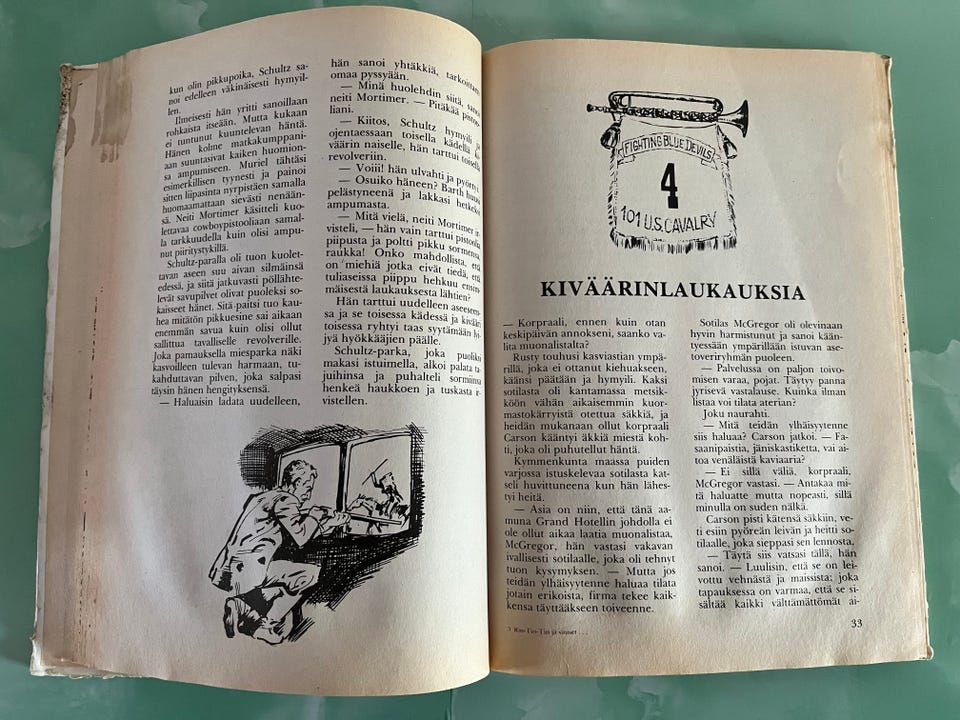 kun olin pikkupoika, Schultz sa-
noi edelleen väkinäisesti hymyil-
len.
Ilmeisesti hän yritti sanoillaan
rohkaista itseään. Mutta kukaan
ei tuntunut kuuntelevan häntä.
Hänen kolme matkakumppani-
aan suuntasivat kaiken huomion-
sa ampumiseen. Muriel tähtäsi
esimerkillisen tyynesti ja painoi
sitten liipasinta nyrpistäen samalla
huomaamattaan sievästi nenään-
sä. Neiti Mortimer käsitteli kuo-
lettavaa cowboypistooliaan samal-
la tarkkuudella kuin olisi ampu-
nut piiritystykillä.
Schultz-paralla oli tuon kuolet-
tavan aseen suu aivan silmäinsä
edessä, ja siitä jatkuvasti pöllähte-
levät savupilvet olivat puoleksi so-
kaisseet hänet. Sitä paitsi tuo kau-
hea mitätön pikkuesine sai aikaan
enemmän savua kuin olisi ollut
sallittua tavalliselle revolverille.
Joka pamauksella miesparka näki
kasvoilleen tulevan harmaan, tu-
kahduttavan pilven, joka salpasi
täysin hänen hengityksensä.
— Haluaisin ladata uudelleen,
hän sanoi yhtäkkiä, tarkoittaen
omaa pyssyään.
— Minä huolehdin siitä, sanoi
neiti Mortimer. — Pitäkää pistoo-
liani.
— Kiitos, Schultz hymyili ja
ojentaessaan toisella kädellä ki-
väärin naiselle, hän tarttui toisella
revolveriin.
— Voiii! hän ulvahti ja pyörtyi.
— Osuiko häneen? Barth huusi
pelästyneenä ja lakkasi hetkeksi
ampumasta.
— Mitä vielä, neiti Mortimer ir-
visteli, — hän vain tarttui pistoolin
piipusta ja poltti pikku sormensa,
raukka! Onko mahdollista, että
on miehiä jotka eivät tiedä, että
tuliaseissa piippu hehkuu ensim-
mäisestä laukauksesta lähtien?
Hän tarttui uudelleen aseeseen-
sa ja se toisessa kädessä ja kivääri
toisessa ryhtyi taas syytämään lyi-
jyä hyökkääjien päälle.
Schultz-parka, joka puoliksi
makasi istuimella, alkoi palata ta-
juihinsa ja puhalteli sormiinsa
henkeä haukkoen ja tuskasta ir-
vistellen.
FIGHTING BLUE DEVILS
4
101 U.S. CAVALRY
KIVÄÄRINLAUKAUKSIA
— Korpraali, ennen kuin otan
keskipäivän annokseni, saanko va-
lita muonalistalta?
Rusty touhusi kasviastian ympä-
rillä, joka ei ottanut kiehuakseen,
käänsi päätään ja hymyili. Kaksi
sotilasta oli kantamassa metsik-
köön vähän aikaisemmin kuor-
mastokärryistä otettua säkkiä, ja
heidän mukanaan ollut korpraali
Carson kääntyi äkkiä miestä koh-
ti, joka oli puhutellut häntä.
Kymmenkunta maassa puiden
varjossa istuskelevaa sotilasta kat-
seli huvittuneena kun hän lähes-
tyi heitä.
— Asia on niin, että tänä aa-
muna Grand Hotellin johdolla ei
ole ollut aikaa laatia muonalistaa,
McGregor, hän vastasi vakavan
ivallisesti sotilaalle, joka oli tehnyt
tuon kysymyksen. — Mutta jos
teidän ylhäisyytenne haluaa tilata
jotain erikoista, firma tekee kaik-
kensa täyttääkseen toiveenne.
3 Rin-Tin-Tin ja sissiset . . .
Sotilas McGregor oli olevinaan
hyvin harmistunut ja sanoi kään-
tyessään ympärillään istuvan ase-
toveriryhmän puoleen.
— Palvelussa on paljon toivo-
misen varaa, pojat. Täytyy panna
jyrisevä vastalause. Kuinka ilman
listaa voi tilata aterian?
Joku naurahti.
— Mitä teidän ylhäisyytenne
siis haluaa? Carson jatkoi. — Fa-
saanipaistia, jäniskastiketta, vai ai-
toa venäläistä kaviaaria?
— Ei sillä väliä, korpraali,
McGregor vastasi. — Antakaa mi-
tä haluatte mutta nopeasti, sillä
minulla on suden nälkä.
Carson pisti kätensä säkkiin, ve-
ti esiin pyöreän leivän ja heitti so-
tilaalle, joka sieppasi sen lennosta.
— Täytä siis vatsasi tällä, hän
sanoi. — Luulisin, että se on lei-
vottu vehnästä ja maissista; joka
tapauksessa on varmaa, että se si-
sältää kaikki välttämättömät ai-
33